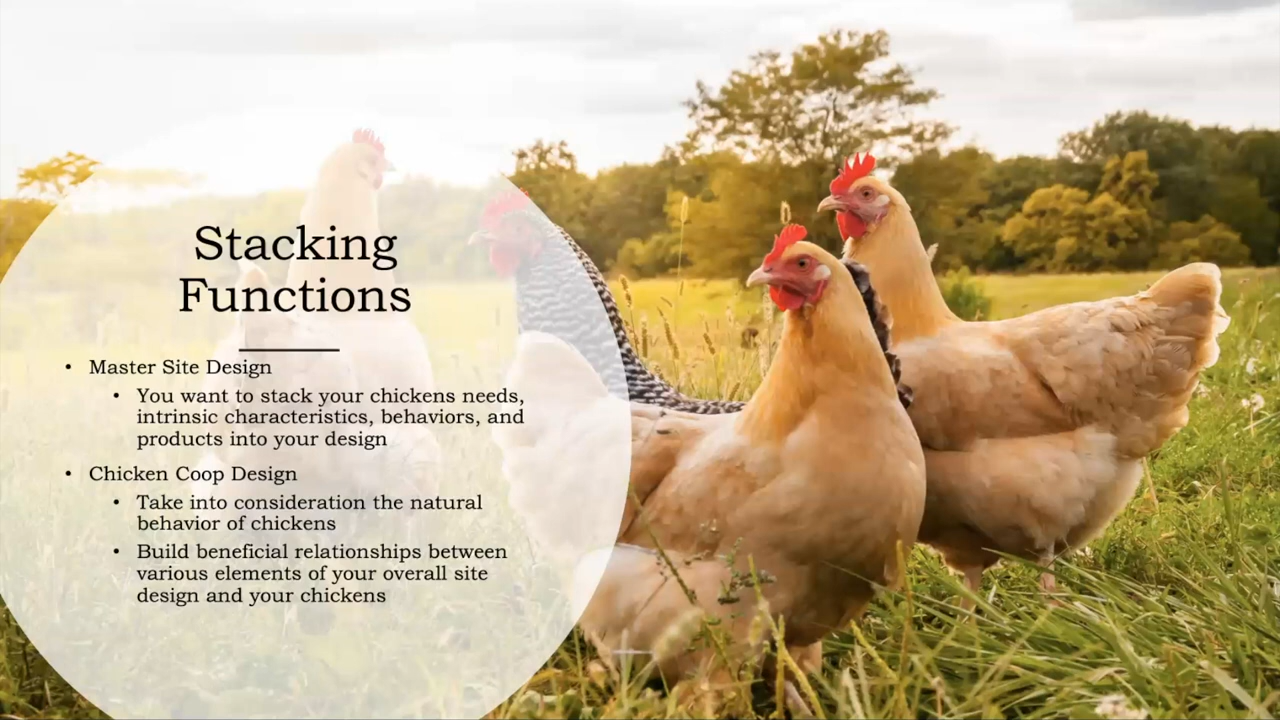 Stacking
Functions
• Master Site Design
• You want to stack your chickens needs,
intrinsic characteristics, behaviors, and
products into your design
• Chicken Coop Design
• Take into consideration the natural
behavior of chickens
• Build beneficial relationships between
various elements of your overall site
design and your chickens